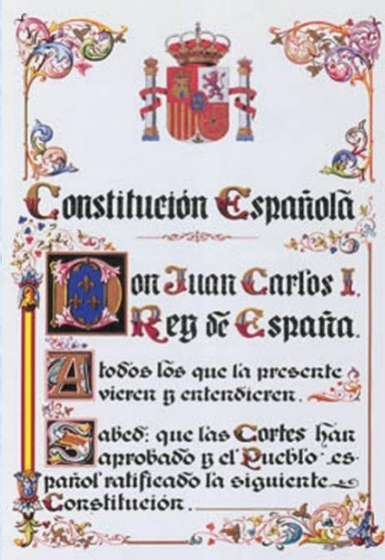 Constitución Española
Don Juan Carlos I.
Rey de España.
A todos los que la presente
vieren y entendieren.
Sabed: que las Cortes han
aprobado y el Pueblo es-
pañol ratificado la siguiente
Constitución.